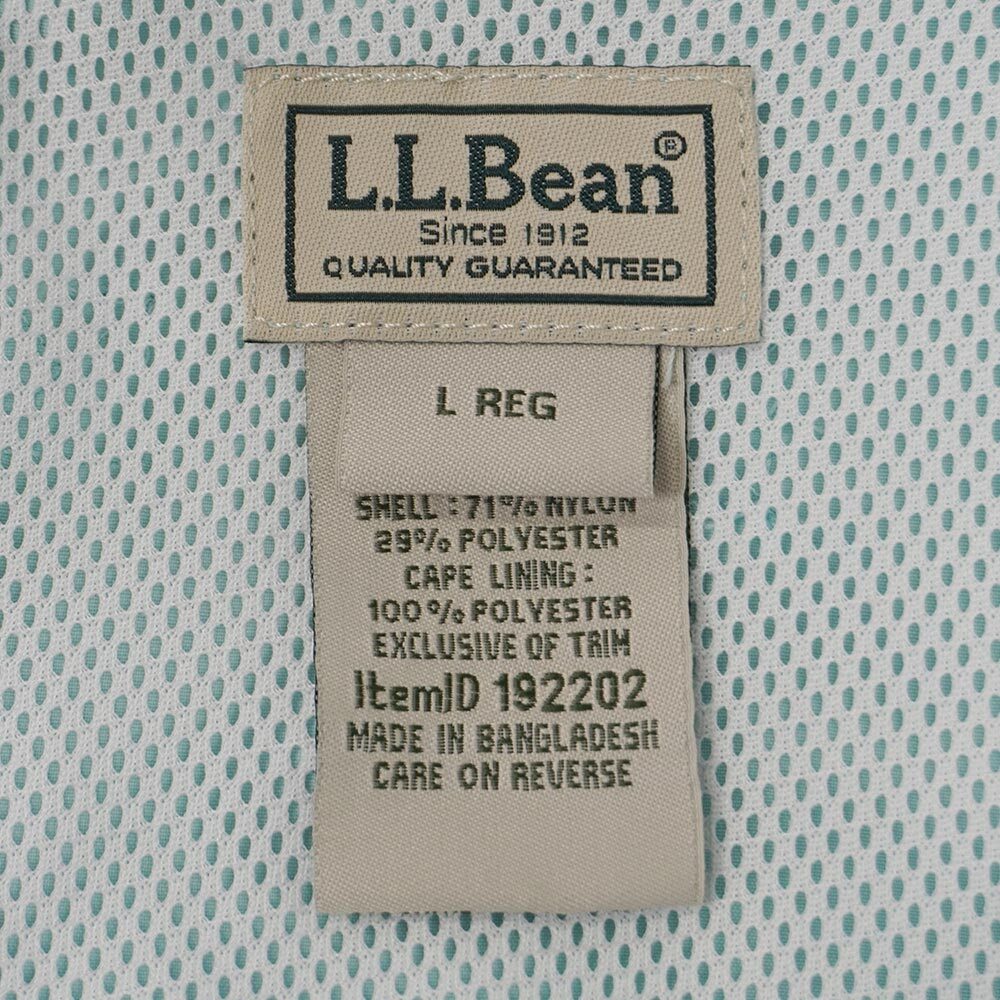 L.L.Bean®
Since 1912
QUALITY GUARANTEED
L REG
SHELL : 71% NYLON
29% POLYESTER
CAPE LINING :
100% POLYESTER
EXCLUSIVE OF TRIM
ItemID 192202
MADE IN BANGLADESH
CARE ON REVERSE